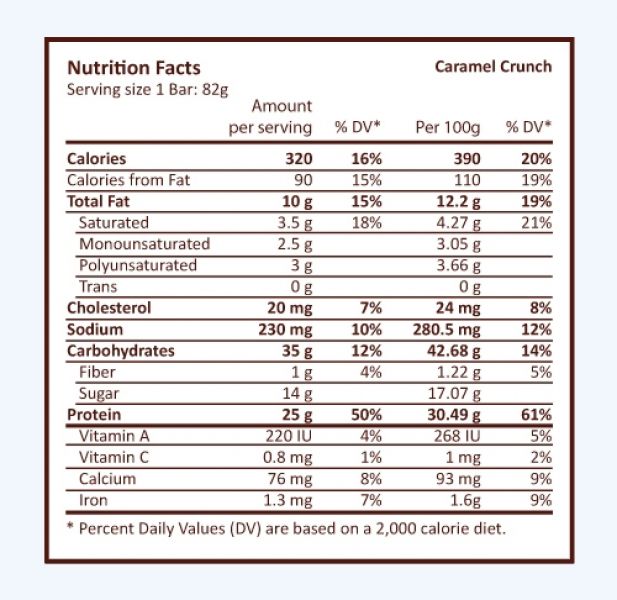 Nutrition Facts Caramel Crunch
Serving size 1 Bar: 82g
Amount
per serving % DV* Per 100g % DV*
Calories 320 16% 390 20%
Calories from Fat 90 15% 110 19%
Total Fat 10 g 15% 12.2 g 19%
Saturated 3.5 g 18% 4.27 g 21%
Monounsaturated 2.5 g 3.05 g
Polyunsaturated 3 g 3.66 g
Trans 0 g 0 g
Cholesterol 20 mg 7% 24 mg 8%
Sodium 230 mg 10% 280.5 mg 12%
Carbohydrates 35 g 12% 42.68 g 14%
Fiber 1 g 4% 1.22 g 5%
Sugar 14 g 17.07 g
Protein 25 g 50% 30.49 g 61%
Vitamin A 220 IU 4% 268 IU 5%
Vitamin C 0.8 mg 1% 1 mg 2%
Calcium 76 mg 8% 93 mg 9%
Iron 1.3 mg 7% 1.6g 9%
* Percent Daily Values (DV) are based on a 2,000 calorie diet.